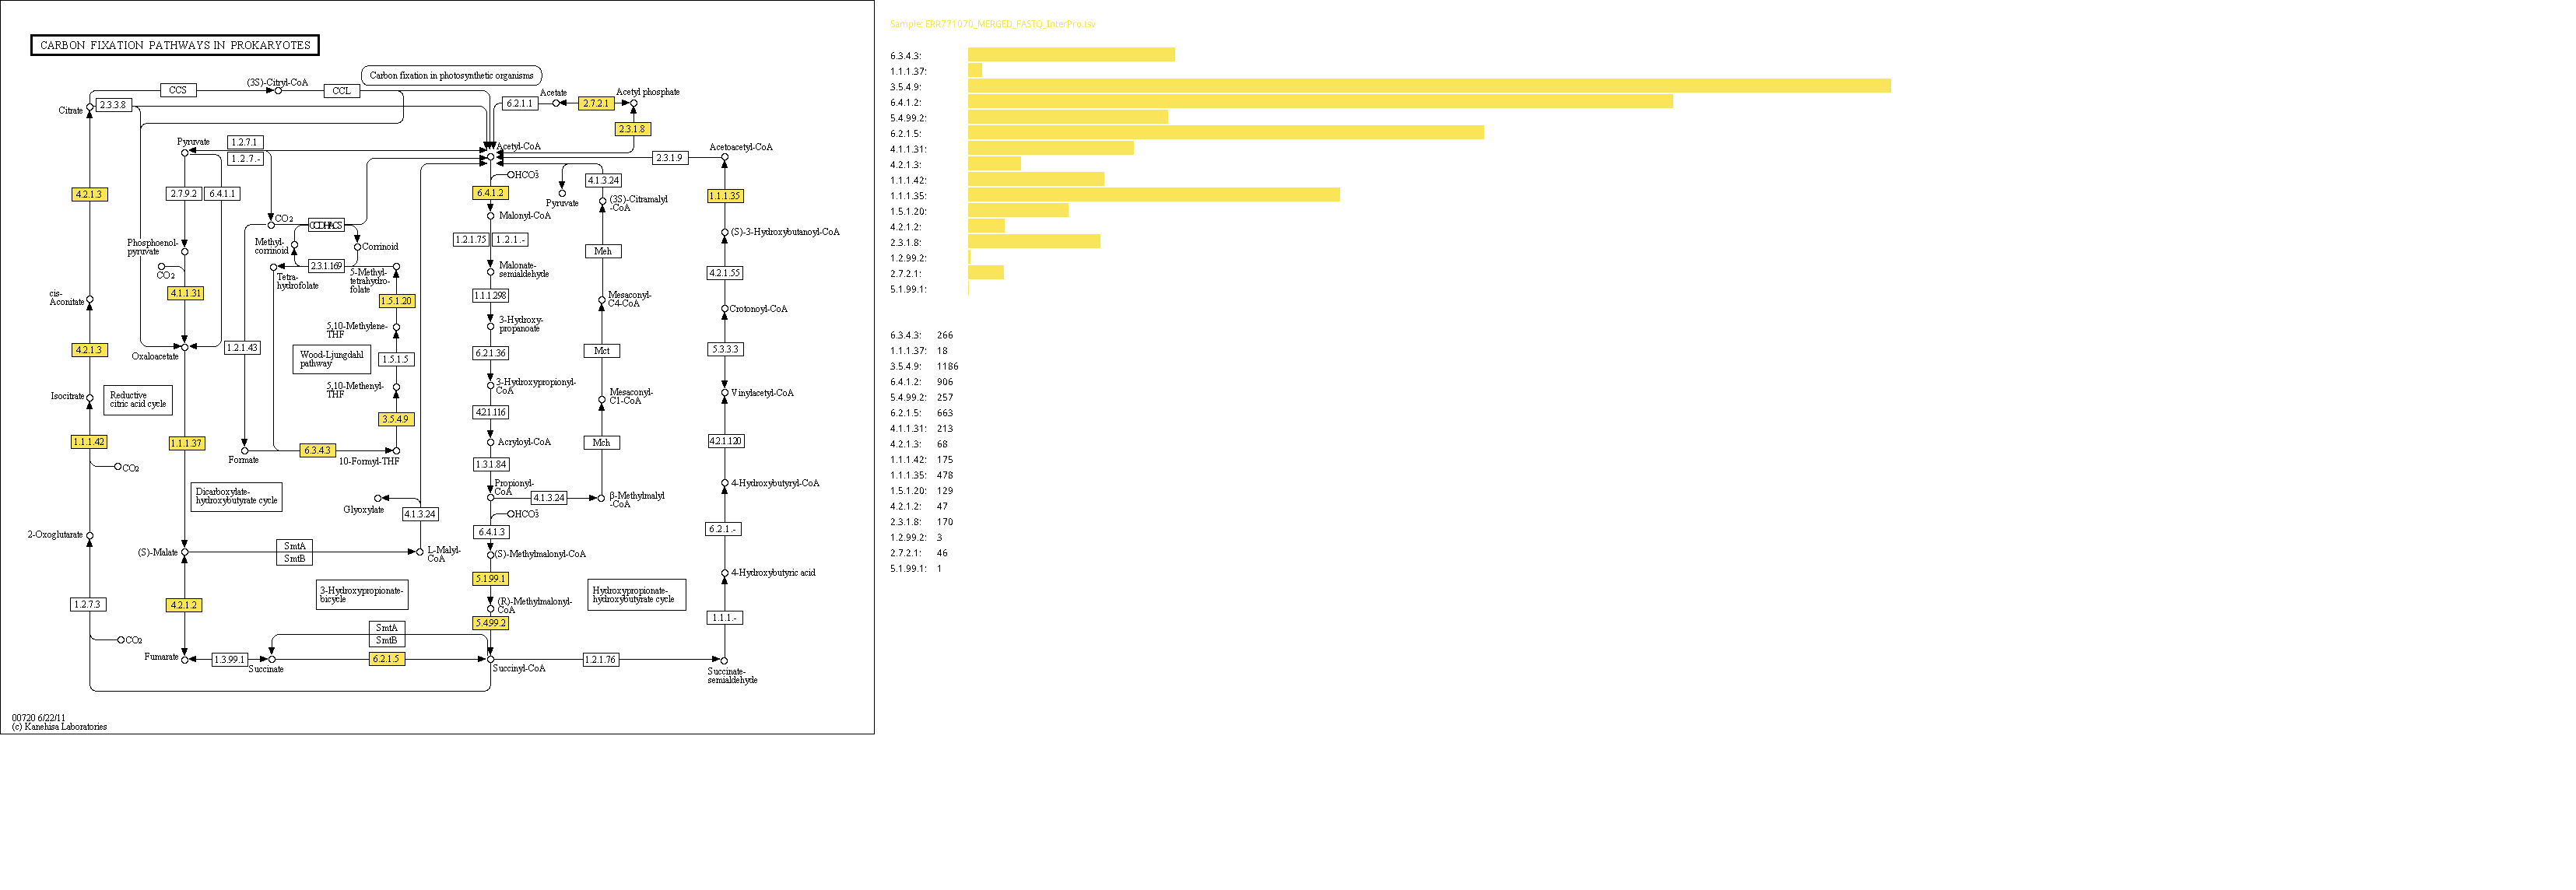 CARBON FIXATION PATHWAYS IN PROKARYOTES
Carbon fixation in photosynthetic organisms
(3S)-Citryl-CoA
CCS
CCL
Citrate
2.3.3.8
6.2.1.1
Acetate
2.7.2.1
Acetyl phosphate
2.3.1.8
Pyruvate
1.2.7.1
1.2.7.-
Acetyl-CoA
2.3.1.9
Acetoacetyl-CoA
4.2.1.3
2.7.9.2
6.4.1.1
HCO3-
6.4.1.2
Pyruvate
4.1.3.24
(3S)-Citramalyl
-CoA
1.1.1.35
Malonyl-CoA
CO2
Methyl-
corrinoid
Corrinoid
2.3.1.169
Tetra-
hydrofolate
5-Methyl-
tetrahydro-
folate
Phosphoenol-
pyruvate
CO2
4.1.1.31
1.2.1.75
1.2.1.-
Meh
(S)-3-Hydroxybutanoyl-CoA
Malonate-
semialdehyde
4.2.1.55
cis-
Aconitate
1.5.1.20
1.1.1.298
Mesaconyl-
C4-CoA
Crotonoyl-CoA
5,10-Methylene-
THF
3-Hydroxy-
propanoate
4.2.1.3
Oxaloacetate
1.2.1.43
Wood-Ljungdahl
pathway
1.5.1.5
6.2.1.36
Mct
5.3.3.3
5,10-Methenyl-
THF
3-Hydroxypropionyl-
CoA
Mesaconyl-
C1-CoA
Vinylacetyl-CoA
Isocitrate
Reductive
citric acid cycle
3.5.4.9
4.2.1.116
1.1.1.42
1.1.1.37
6.3.4.3
Formate
10-Formyl-THF
Acryloyl-CoA
Mch
4.2.1.120
CO2
1.3.1.84
Dicarboxylate-
hydroxybutyrate cycle
Glyoxylate
4.1.3.24
Propionyl-
CoA
4.1.3.24
β-Methylmalyl
-CoA
4-Hydroxybutyryl-CoA
HCO3-
2-Oxoglutarate
6.4.1.3
6.2.1.-
(S)-Malate
SmtA
SmtB
L-Malyl-
CoA
(S)-Methylmalonyl-CoA
5.1.99.1
4-Hydroxybutyric acid
3-Hydroxypropionate-
bicycle
Hydroxypropionate-
hydroxybutyrate cycle
1.2.7.3
4.2.1.2
(R)-Methylmalonyl-
CoA
5.4.99.2
1.1.1.-
CO2
SmtA
SmtB
Fumarate
1.3.99.1
Succinate
6.2.1.5
Succinyl-CoA
1.2.1.76
Succinate-
semialdehyde
00720 6/22/11
(c) Kanehisa Laboratories
Sample: ERR771070_MERGED_FASTQ_InterPro.tsv
6.3.4.3:
1.1.1.37:
3.5.4.9:
6.4.1.2:
5.4.99.2:
6.2.1.5:
4.1.1.31:
4.2.1.3:
1.1.1.42:
1.1.1.35:
1.5.1.20:
4.2.1.2:
2.3.1.8:
1.2.99.2:
2.7.2.1:
5.1.99.1:
6.3.4.3: 266
1.1.1.37: 18
3.5.4.9: 1186
6.4.1.2: 906
5.4.99.2: 257
6.2.1.5: 663
4.1.1.31: 213
4.2.1.3: 68
1.1.1.42: 175
1.1.1.35: 478
1.5.1.20: 129
4.2.1.2: 47
2.3.1.8: 170
1.2.99.2: 3
2.7.2.1: 46
5.1.99.1: 1